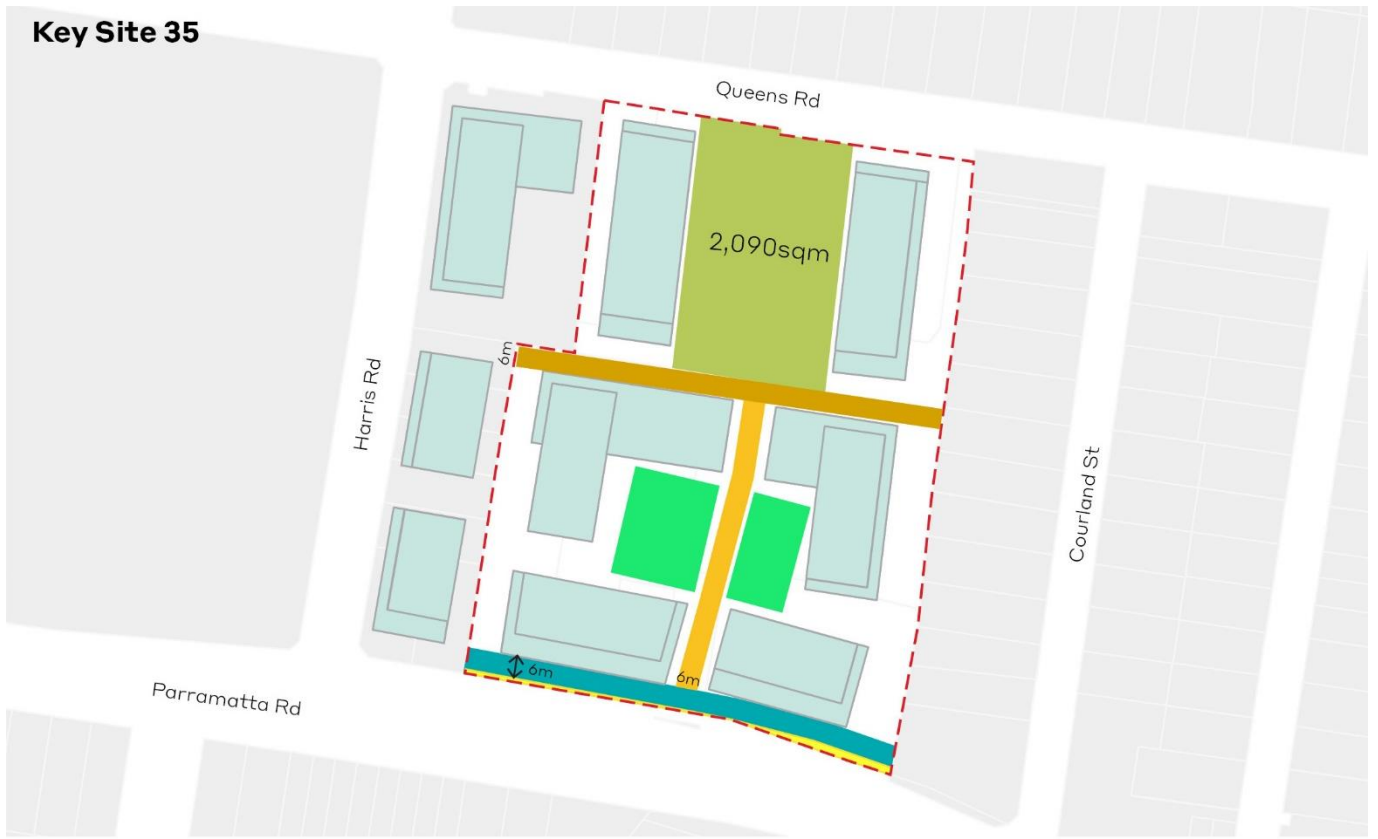 Key Site 35
Queens Rd
2,090sqm
6m
Harris Rd
Courland St
6m
6m
Parramatta Rd